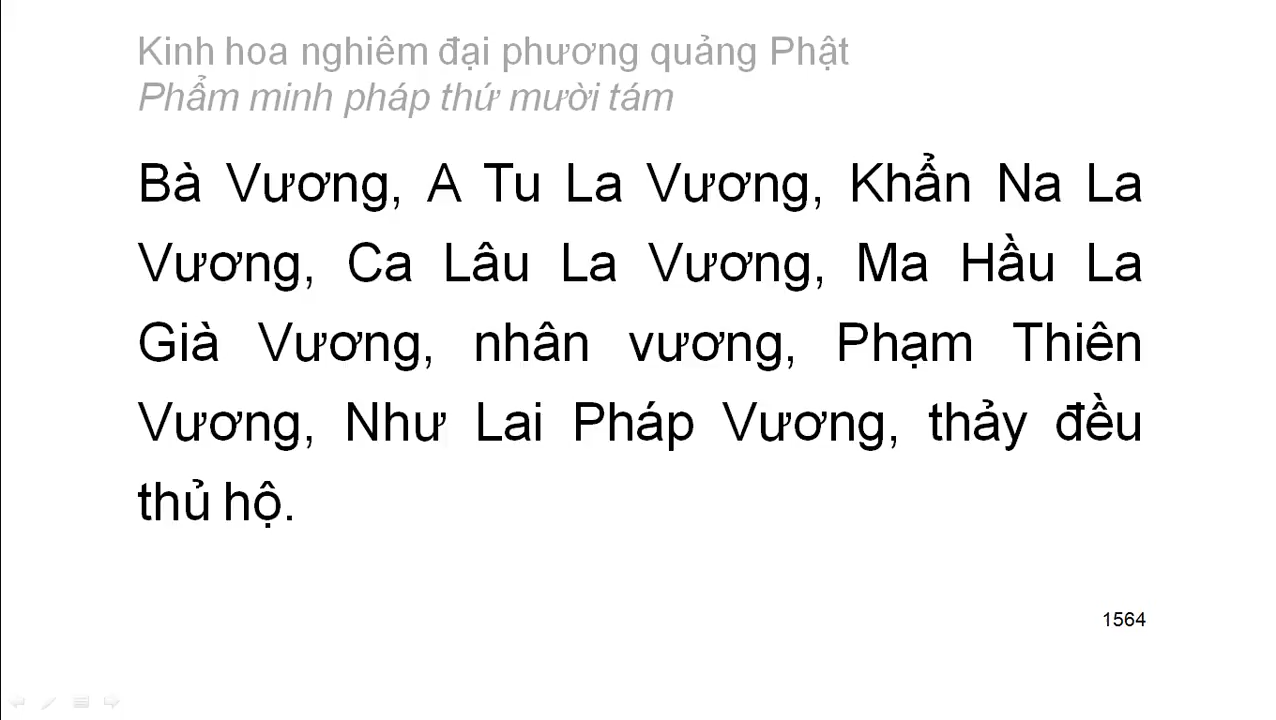 Kinh hoa nghiêm đại phương quảng Phật
Phẩm minh pháp thứ mười tám
Bà Vương, A Tu La Vương, Khẩn Na La
Vương, Ca Lâu La Vương, Ma Hầu La
Già Vương, nhân vương, Phạm Thiên
Vương, Như Lai Pháp Vương, thảy đều
thủ hộ.
1564